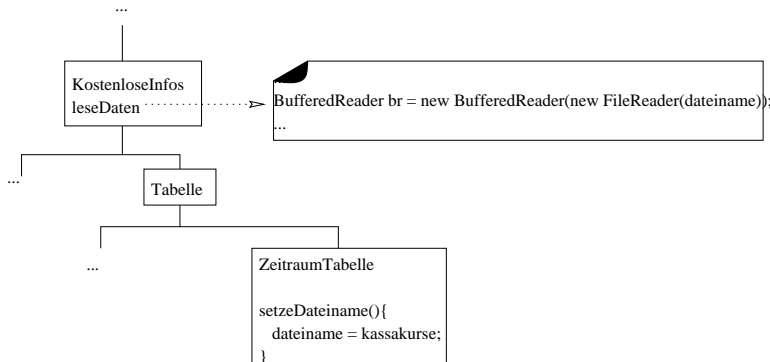 ...
KostenloseInfos
leseDaten
BufferedReader br = new BufferedReader(new FileReader(dateiname));
...
...
Tabelle
...
ZeitraumTabelle
setzeDateiname(){
dateiname = kassakurse;
}